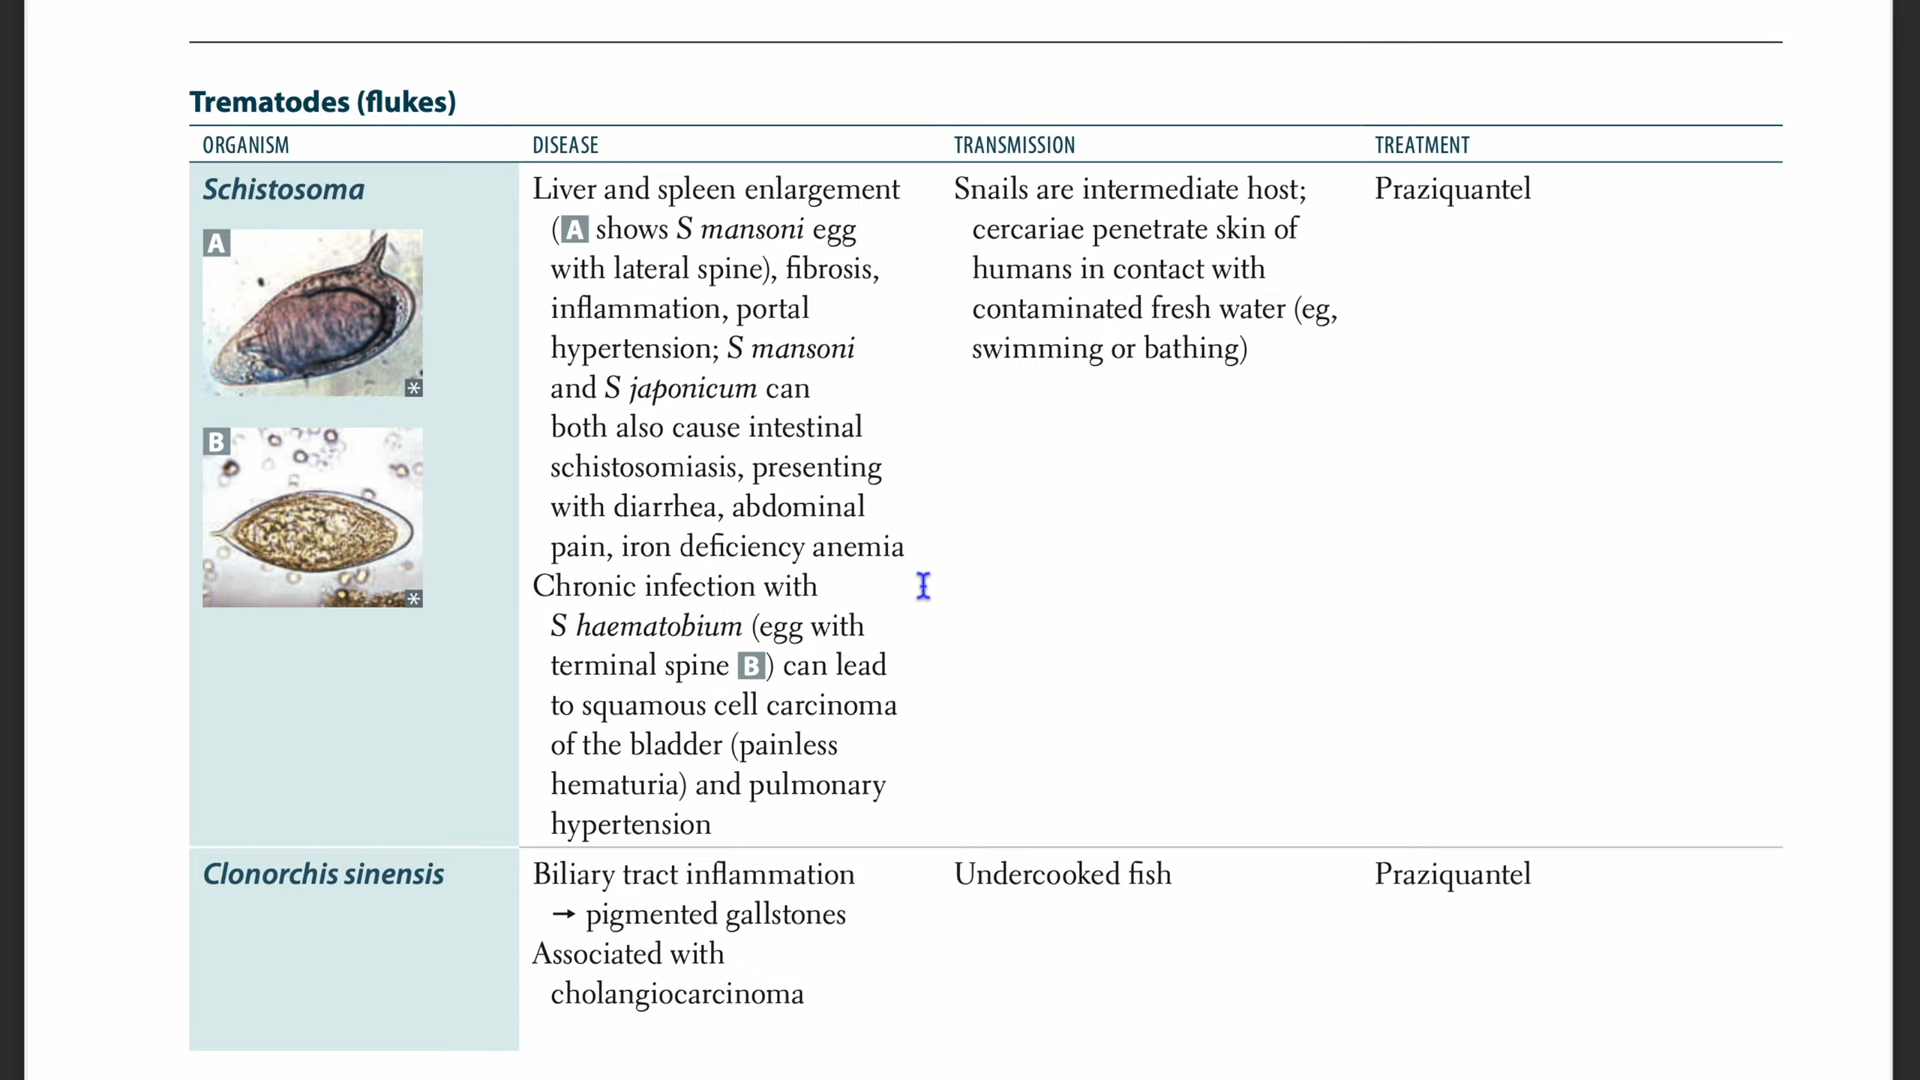 Trematodes (flukes)
ORGANISM DISEASE TRANSMISSION TREATMENT
Schistosoma
A
*
B
*
Liver and spleen enlargement
(A shows S mansoni egg
with lateral spine), fibrosis,
inflammation, portal
hypertension; S mansoni
and S japonicum can
both also cause intestinal
schistosomiasis, presenting
with diarrhea, abdominal
pain, iron deficiency anemia
Chronic infection with
S haematobium (egg with
terminal spine B) can lead
to squamous cell carcinoma
of the bladder (painless
hematuria) and pulmonary
hypertension
Snails are intermediate host;
cercariae penetrate skin of
humans in contact with
contaminated fresh water (eg,
swimming or bathing)
Praziquantel
Clonorchis sinensis
Biliary tract inflammation
→ pigmented gallstones
Associated with
cholangiocarcinoma
Undercooked fish
Praziquantel